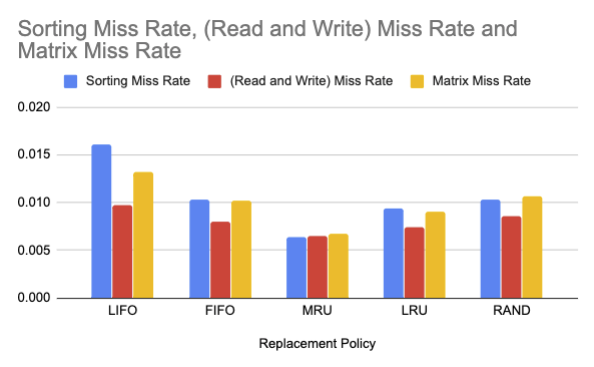 Sorting Miss Rate, (Read and Write) Miss Rate and
Matrix Miss Rate
Sorting Miss Rate (Read and Write) Miss Rate Matrix Miss Rate
0.020
0.015
0.010
0.005
0.000
LIFO FIFO MRU LRU RAND
Replacement Policy